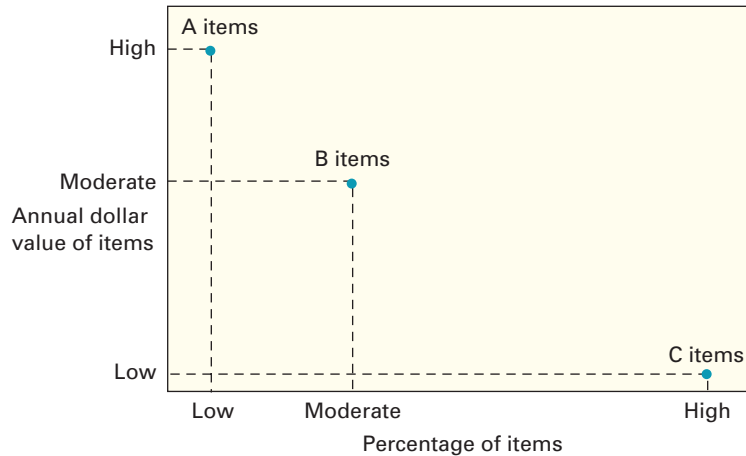 A items
High
B items
Moderate
Annual dollar
value of items
C items
Low
Low
Moderate
High
Percentage of items